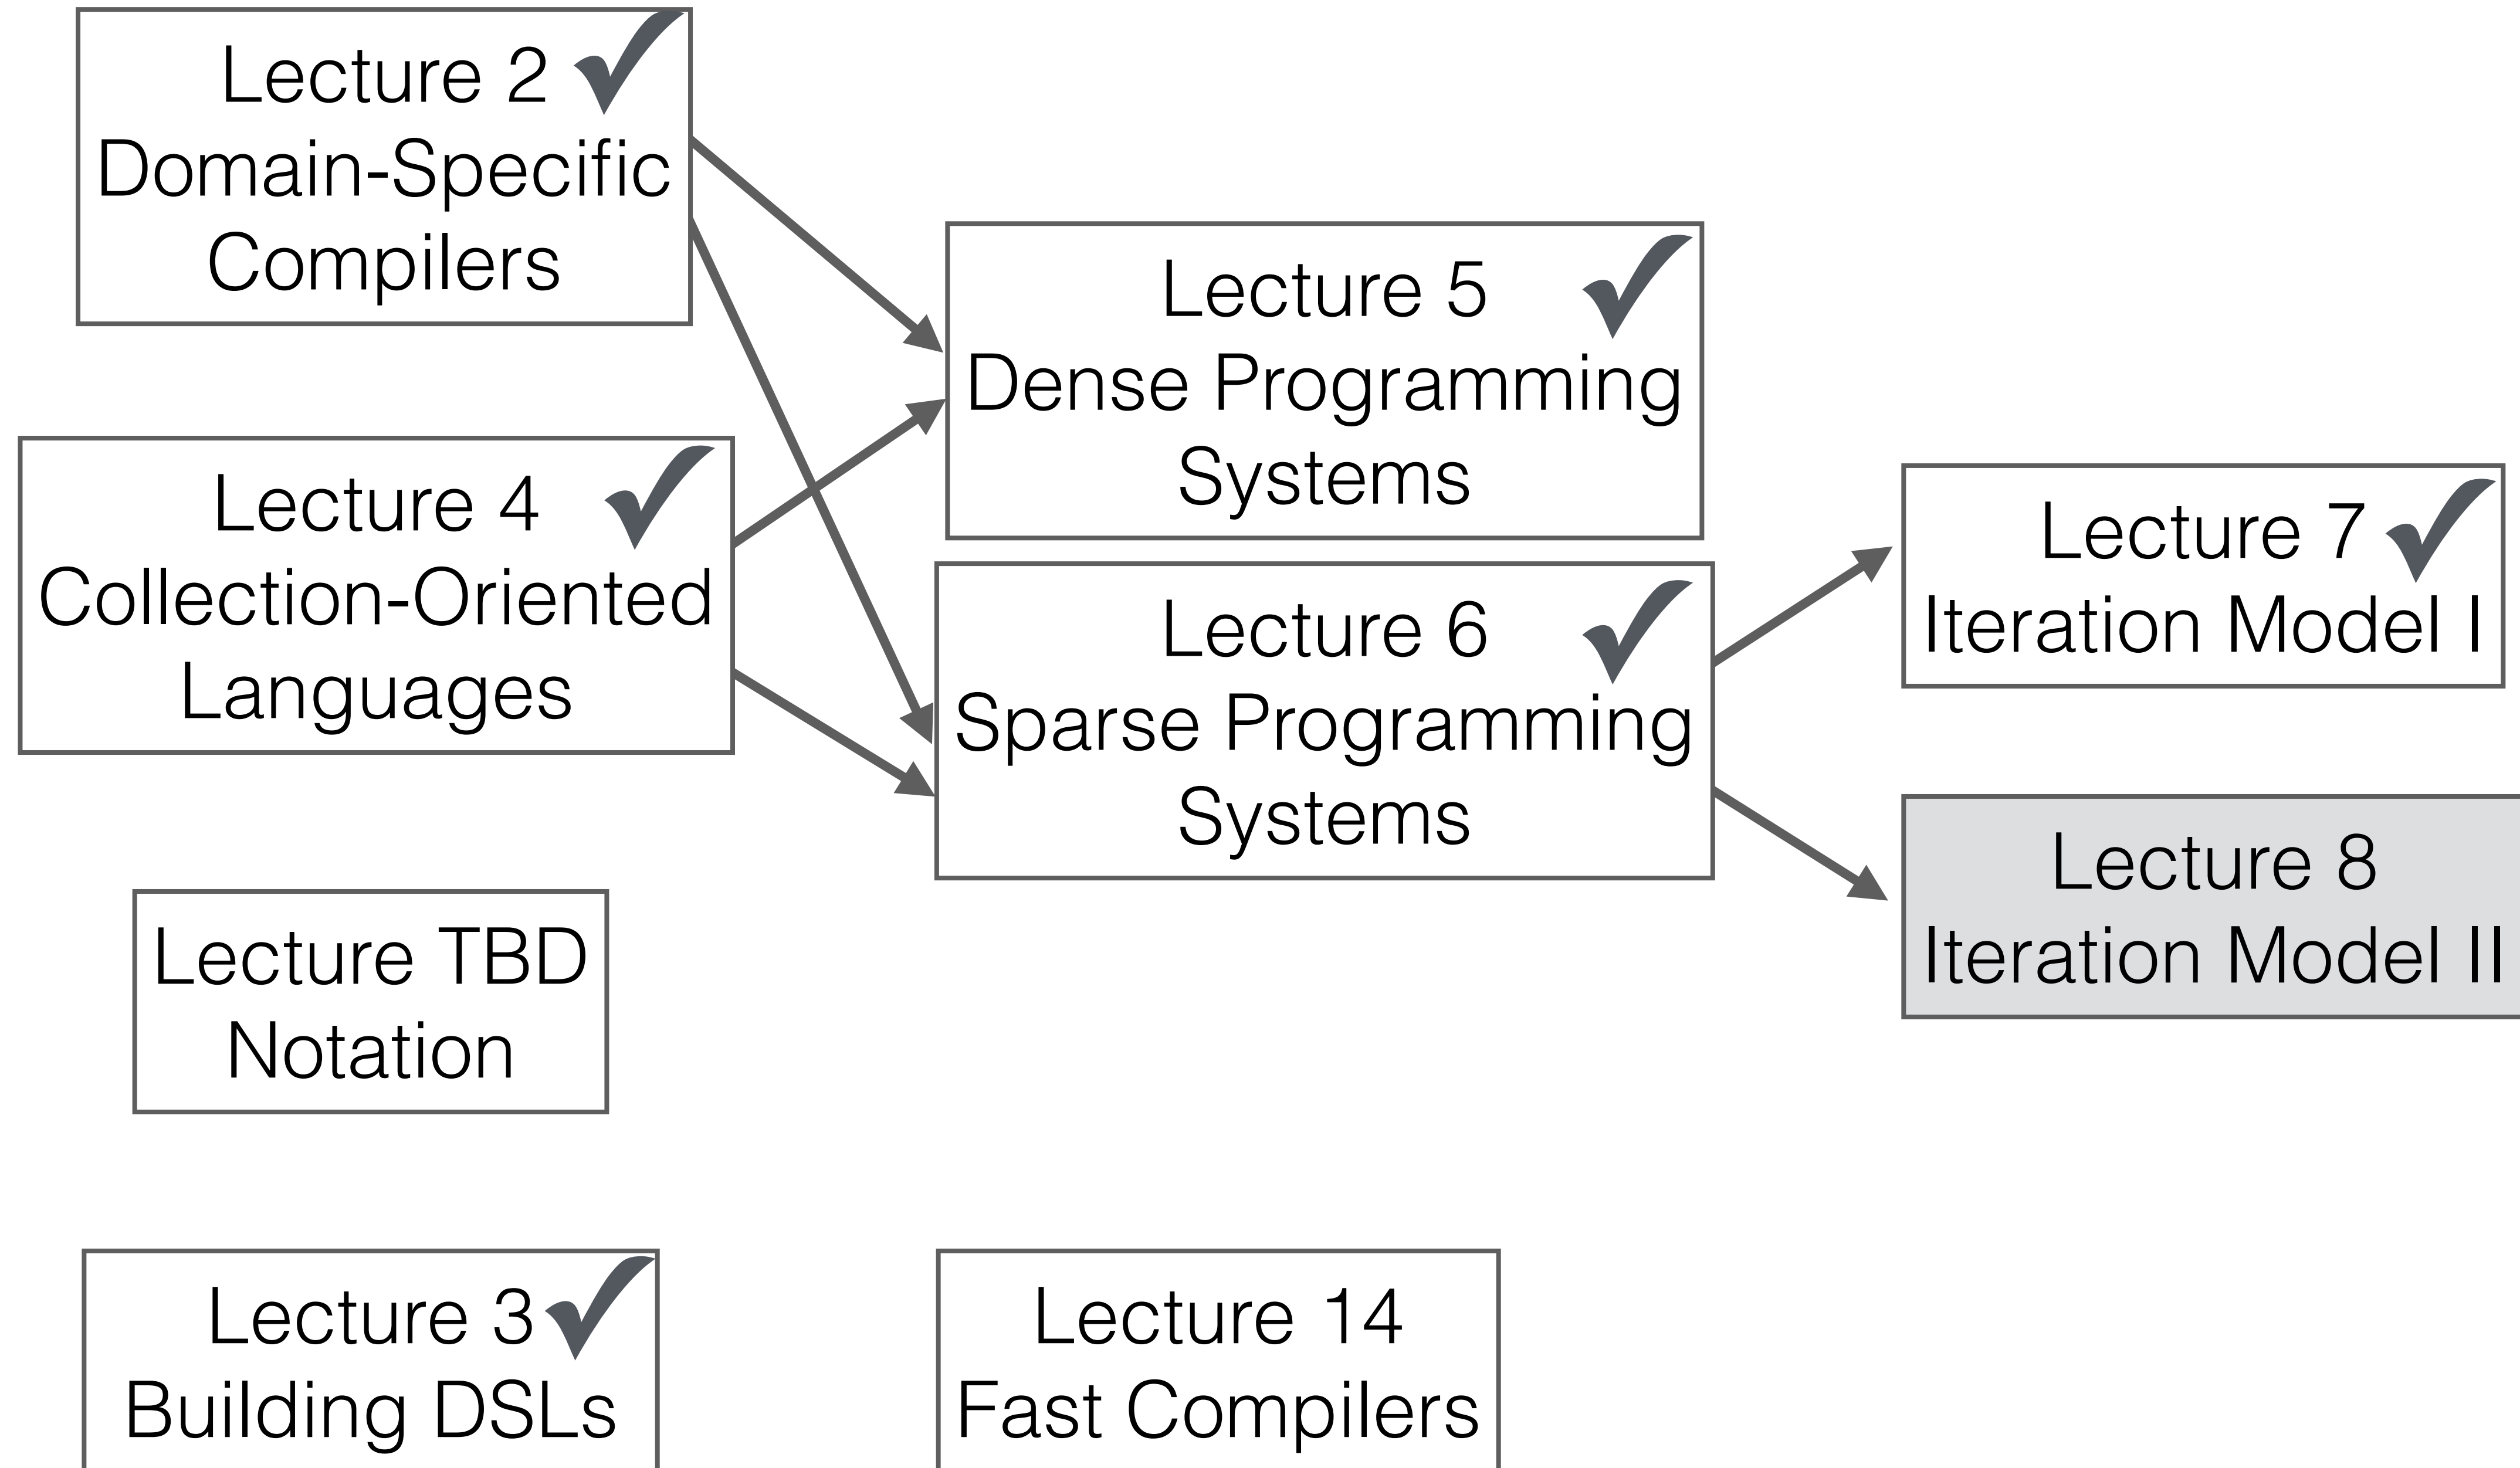 Lecture 2
Domain-Specific
Compilers
Lecture 4
Collection-Oriented
Languages
Lecture TBD
Notation
Lecture 3
Building DSLs
Lecture 5
Dense Programming
Systems
Lecture 6
Sparse Programming
Systems
Lecture 14
Fast Compilers
Lecture 7
Iteration Model I
Lecture 8
Iteration Model II